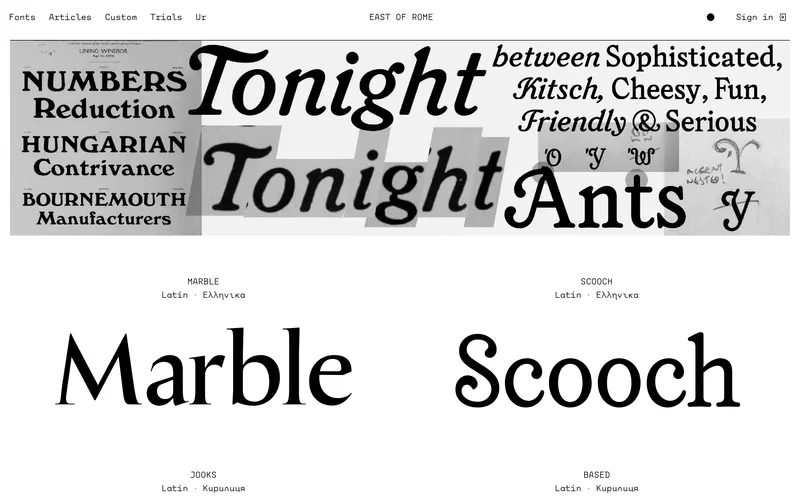 Fonts Articles Custom Trials Ur
EAST OF ROME
Sign in
LINING WINDSOR
NUMBERS
Reduction
HUNGARIAN
Contrivance
BOURNEMOUTH
Manufacturers
Tonight
Tonight
between Sophisticated,
Kitsch, Cheesy, Fun,
Friendly & Serious
'O 'Y 'W
Ants
y
MARBLE
Latin · Ελληνικα
Marble
SCOOCH
Latin · Ελληνικα
Scooch
JOOKS
Latin · Кирилиця
BASED
Latin · Кирилиця